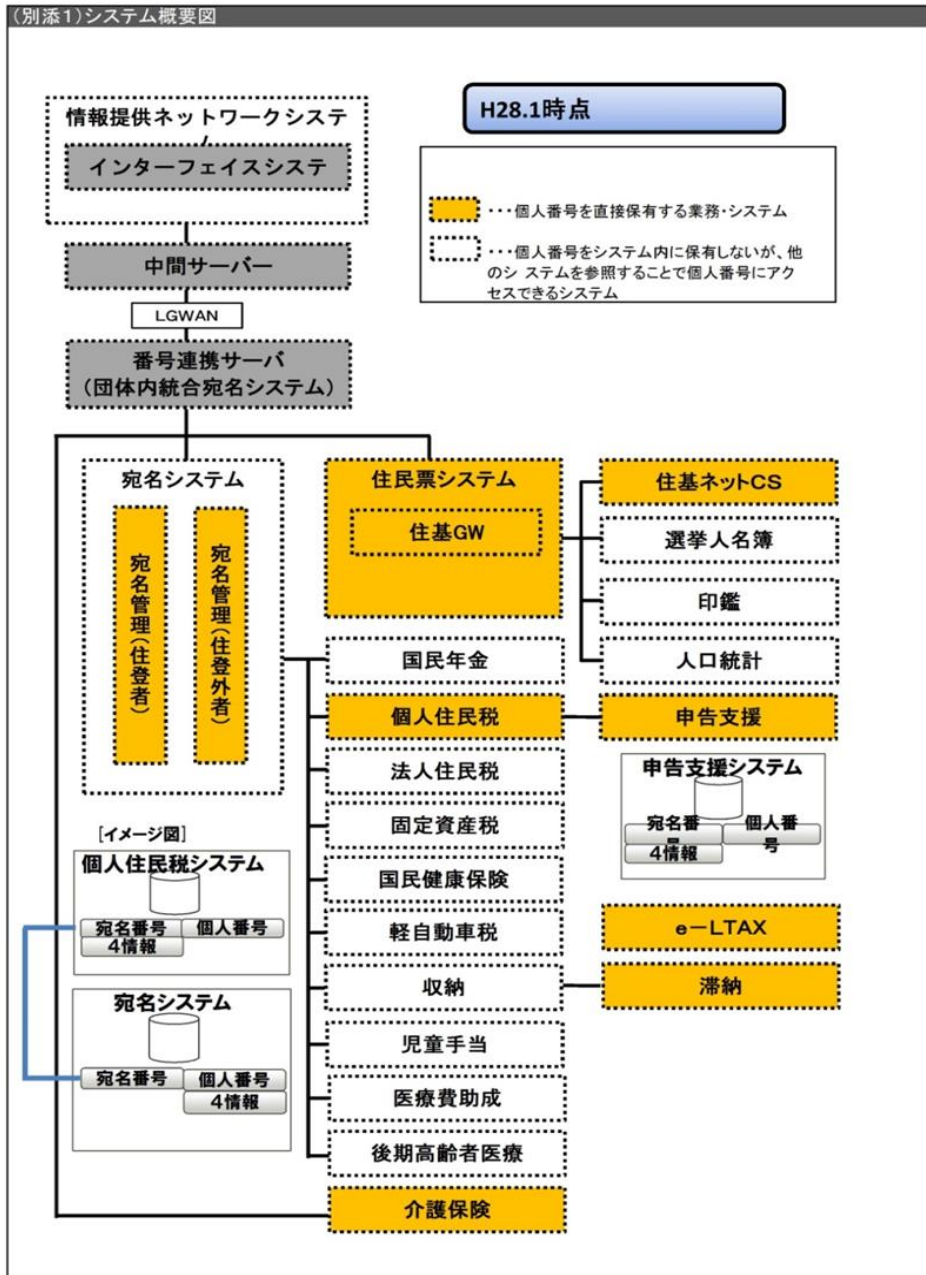 (別添1)システム概要図
H28.1時点
情報提供ネットワークシステ
インターフェイスシステ
・・・個人番号を直接保有する業務・システム
・・・個人番号をシステム内に保有しないが、他
のシ ステムを参照することで個人番号にアク
セスできるシステム
中間サーバー
LGWAN
番号連携サーバ
(団体内統合宛名システム)
宛名システム
宛名管理(住登者)
宛名管理(住登外者)
住民票システム
住基GW
住基ネットCS
選挙人名簿
印鑑
人口統計
国民年金
個人住民税
申告支援
法人住民税
固定資産税
国民健康保険
軽自動車税
収納
児童手当
医療費助成
後期高齢者医療
介護保険
申告支援システム
宛名番
号
個人番
号
4情報
e-LTAX
滞納
[イメージ図]
個人住民税システム
宛名番号
個人番号
4情報
宛名システム
宛名番号
個人番号
4情報